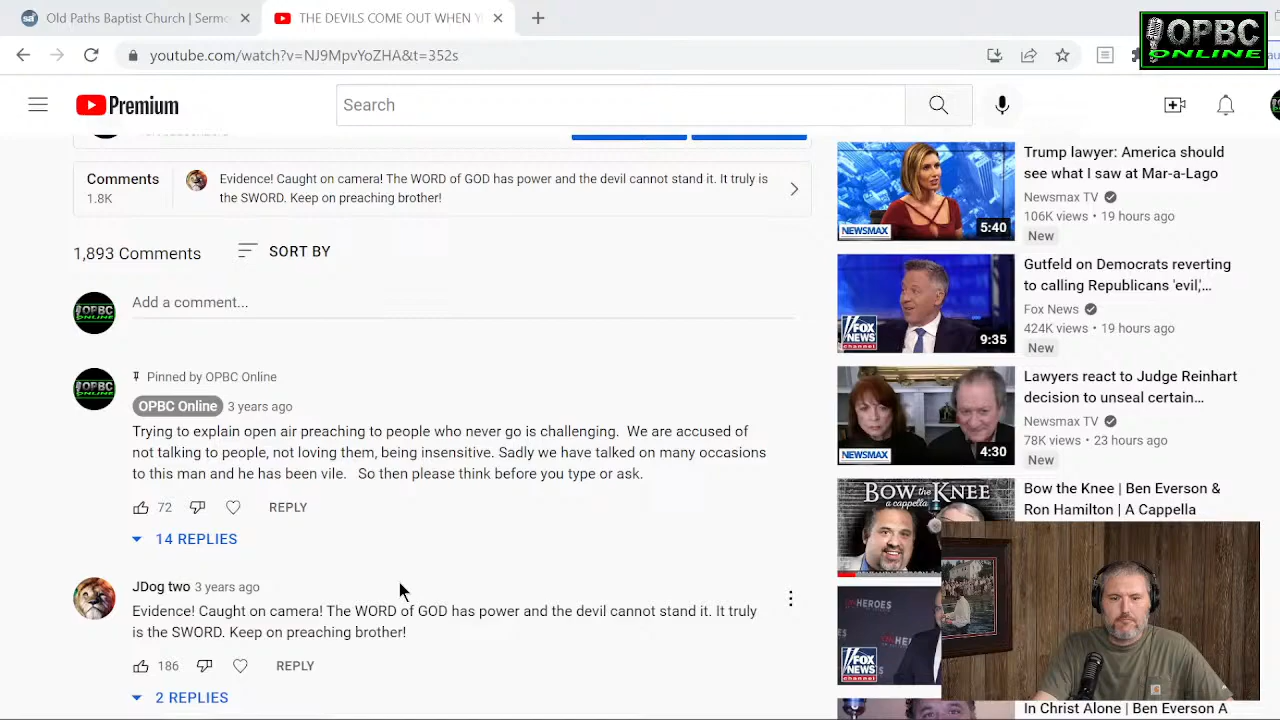 Old Paths Baptist Church | Sermo
THE DEVILS COME OUT WHEN
OPBC
ONLINE
youtube.com/watch?v=NJ9MpvYoZHA&t=352s
Premium
Search
Comments
1.8K
Evidence! Caught on camera! The WORD of GOD has power and the devil cannot stand it. It truly is
the SWORD. Keep on preaching brother!
1,893 Comments
SORT BY
OPBC
ONLINE
Add a comment...
OPBC
ONLINE
Pinned by OPBC Online
OPBC Online 3 years ago
Trying to explain open air preaching to people who never go is challenging. We are accused of
not talking to people, not loving them, being insensitive. Sadly we have talked on many occasions
to this man and he has been vile. So then please think before you type or ask.
REPLY
14 REPLIES
JDog two 3 years ago
Evidence! Caught on camera! The WORD of GOD has power and the devil cannot stand it. It truly
is the SWORD. Keep on preaching brother!
186
REPLY
2 REPLIES
NEWSMAX
5:40
Trump lawyer: America should
see what I saw at Mar-a-Lago
Newsmax TV
106K views • 19 hours ago
New
FOX
NEWS
channel
9:35
Gutfeld on Democrats reverting
to calling Republicans 'evil,'...
Fox News
424K views • 19 hours ago
New
NEWSMAX
4:30
Lawyers react to Judge Reinhart
decision to unseal certain...
Newsmax TV
78K views • 23 hours ago
New
BOW the KNEE
a cappella
Bow the Knee | Ben Everson &
Ron Hamilton | A Cappella
HEROES
FOX
NEWS
channel
In Christ Alone | Ben Everson A